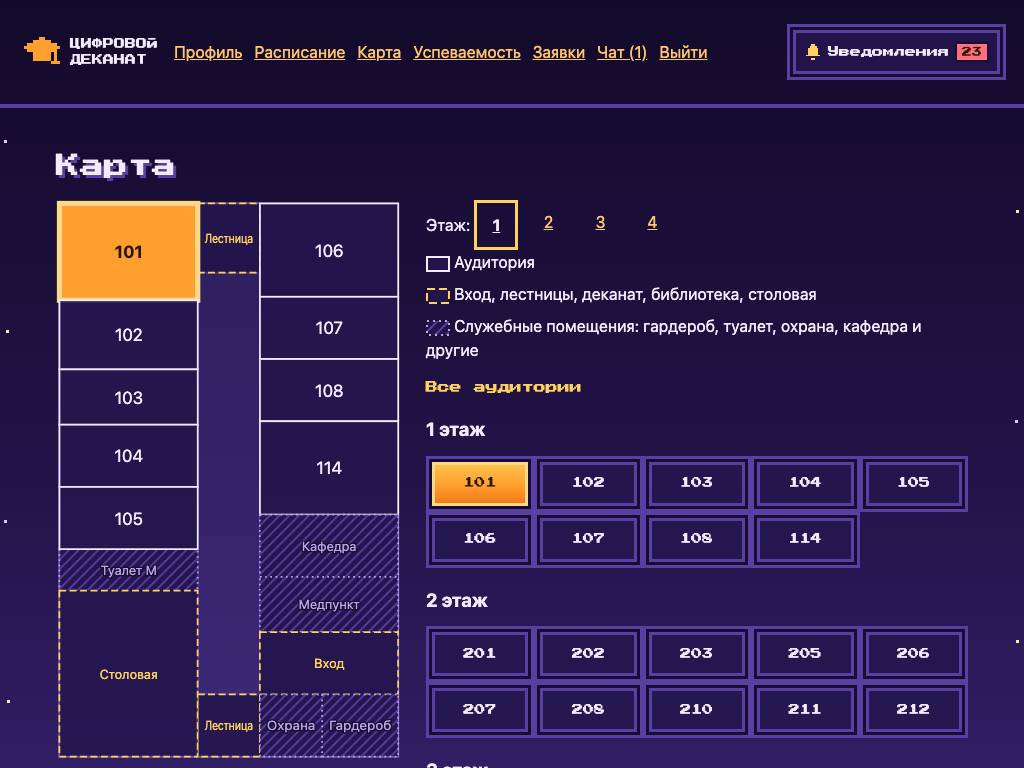 ЦИФРОВОЙ
ДЕКАНАТ
Профиль Расписание Карта Успеваемость Заявки Чат (1) Выйти
Уведомления 23
Карта
101
102
103
104
105
Туалет М
Столовая
Лестница
Лестница
106
107
108
114
Кафедра
Медпункт
Вход
Охрана Гардероб
Этаж: 1 2 3 4
Аудитория
Вход, лестницы, деканат, библиотека, столовая
Служебные помещения: гардероб, туалет, охрана, кафедра и
другие
Все аудитории
1 этаж
101 102 103 104 105
106 107 108 114
2 этаж
201 202 203 205 206
207 208 210 211 212